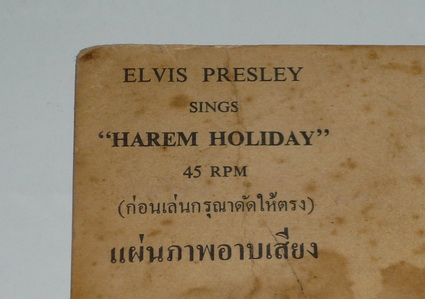 ELVIS PRESLEY
SINGS
“HAREM HOLIDAY”
45 RPM
(ก่อนเล่นกรุณาดัดให้ตรง)
แผ่นภาพอาบเสียง